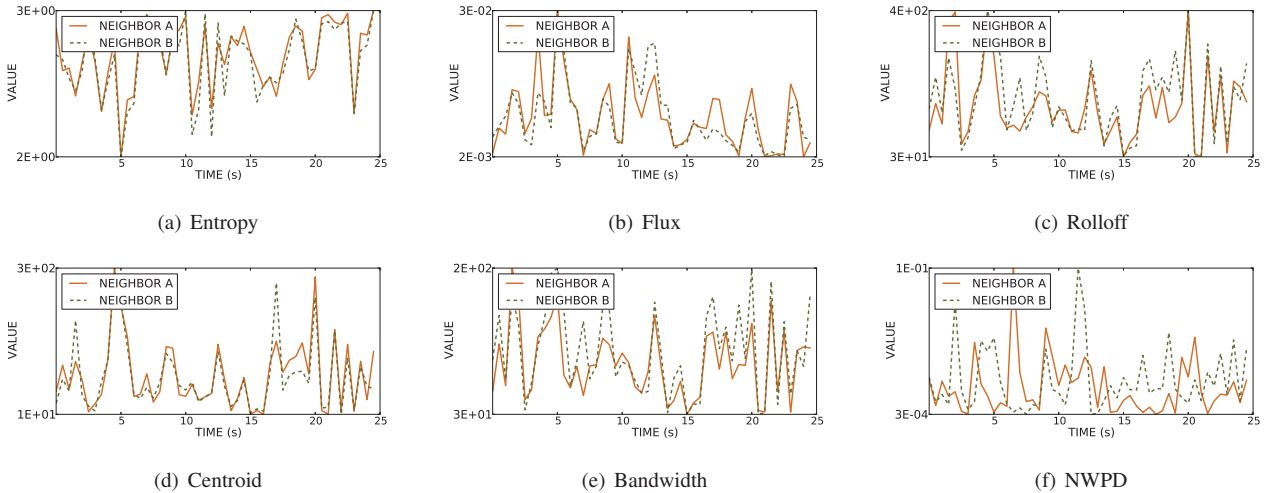 3E+00
NEIGHBOR A
NEIGHBOR B
VALUE
2E+00
5
10
15
20
25
TIME (s)
(a) Entropy
3E-02
NEIGHBOR A
NEIGHBOR B
VALUE
2E-03
5
10
15
20
25
TIME (s)
(b) Flux
4E+02
NEIGHBOR A
NEIGHBOR B
VALUE
3E+01
5
10
15
20
25
TIME (s)
(c) Rolloff
3E+02
NEIGHBOR A
NEIGHBOR B
VALUE
1E+01
5
10
15
20
25
TIME (s)
(d) Centroid
2E+02
NEIGHBOR A
NEIGHBOR B
VALUE
3E+01
5
10
15
20
25
TIME (s)
(e) Bandwidth
1E-01
NEIGHBOR A
NEIGHBOR B
VALUE
3E-04
5
10
15
20
25
TIME (s)
(f) NWPD